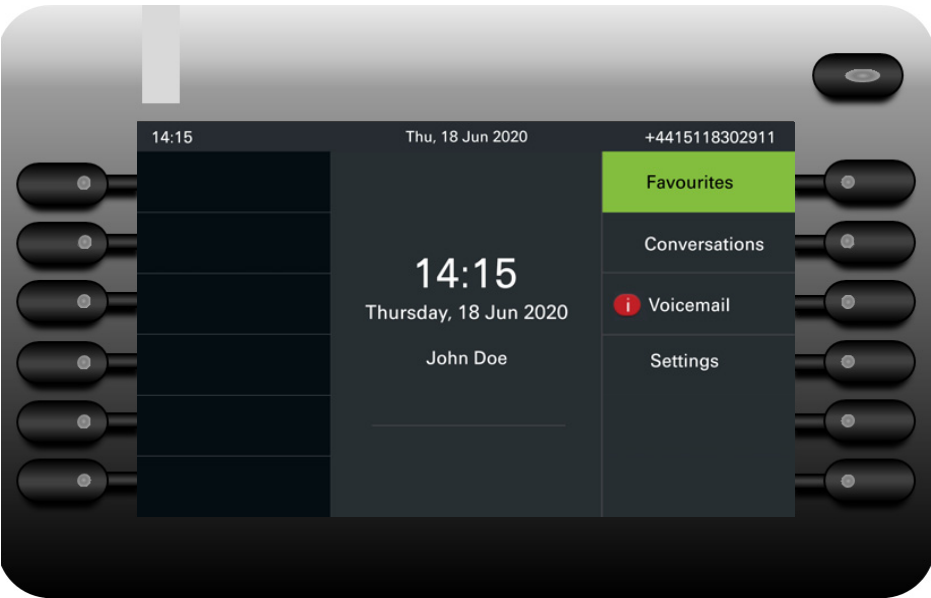 14:15 Thu, 18 Jun 2020 +4415118302911
Favourites
Conversations
14:15
Thursday, 18 Jun 2020
i Voicemail
John Doe
Settings